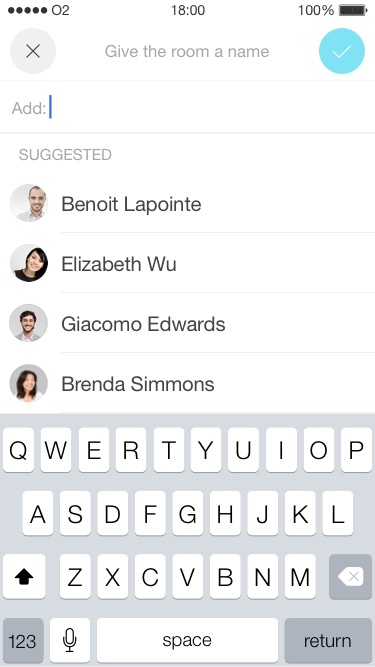 O2 18:00 100%
Give the room a name
Add:
SUGGESTED
Benoit Lapointe
Elizabeth Wu
Giacomo Edwards
Brenda Simmons
Q W E R T Y U I O P
A S D F G H J K L
Z X C V B N M
123 space return